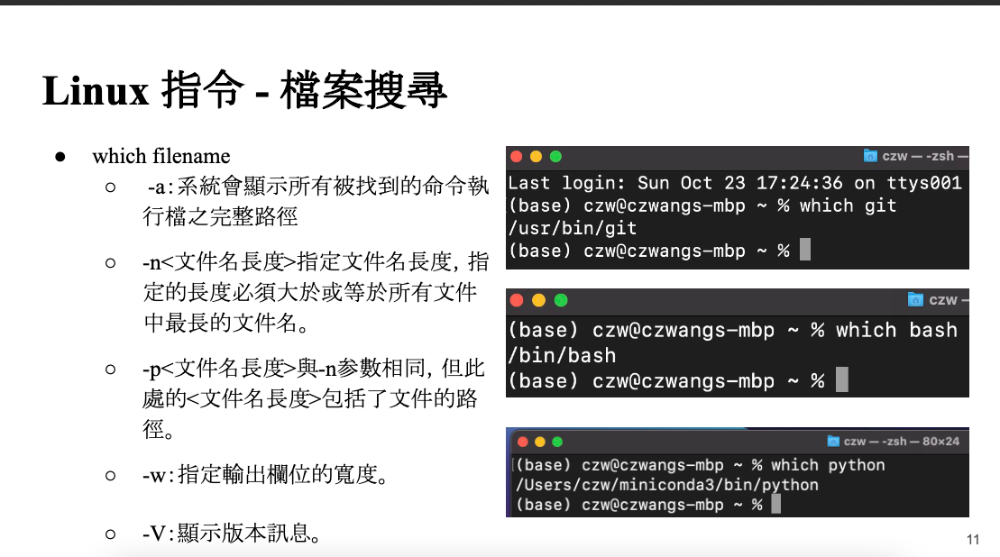 Linux 指令 - 檔案搜尋
● which filename
○ -a:系統會顯示所有被找到的命令執
行檔之完整路徑
○ -n<文件名長度>指定文件名長度, 指
定的長度必須大於或等於所有文件
中最長的文件名。
○ -p<文件名長度>與-n参數相同, 但此
處的<文件名長度>包括了文件的路
徑。
○ -w:指定輸出欄位的寬度。
○ -V:顯示版本訊息。
czw — -zsh —
Last login: Sun Oct 23 17:24:36 on ttys001
(base) czw@czwangs-mbp ~ % which git
/usr/bin/git
(base) czw@czwangs-mbp ~ %
czw —
(base) czw@czwangs-mbp ~ % which bash
/bin/bash
(base) czw@czwangs-mbp ~ %
czw — -zsh — 80×24
[(base) czw@czwangs-mbp ~ % which python
/Users/czw/miniconda3/bin/python
(base) czw@czwangs-mbp ~ %
11